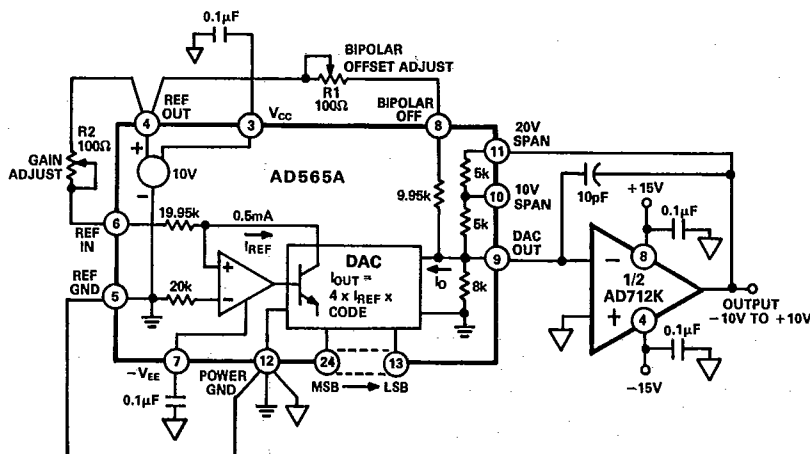 0.1µF
BIPOLAR
OFFSET ADJUST
R1
100Ω
REF
OUT
4
VCC
3
BIPOLAR
OFF
8
20V
SPAN
11
R2
100Ω
GAIN
ADJUST
+
10V
−
AD565A
9.95k
5k
10
10V
SPAN
5k
10pF
+15V
0.1µF
6
REF
IN
19.95k
0.5mA
IREF
DAC
OUT
9
8
DAC
IOUT =
4 x IREF x
CODE
IO
8k
−
1/2
AD712K
+
REF
GND
5
20k
+
−
4
OUTPUT
−10V TO +10V
0.1µF
−15V
−VEE
7
POWER
GND
12
24
13
MSB
LSB
0.1µF